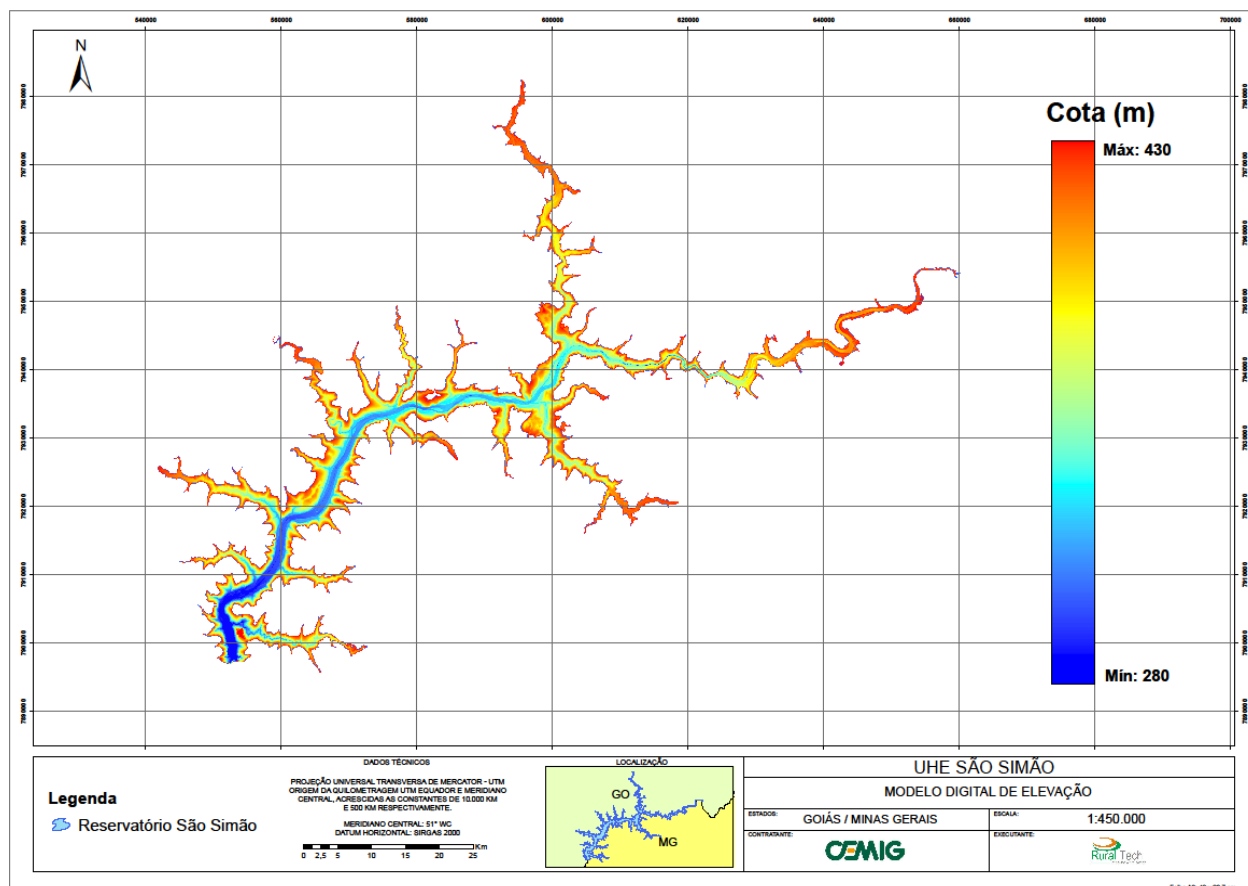 540000 560000 580000 600000 620000 640000 660000 680000 700000
N
Cota (m)
Máx: 430
Mín: 280
Legenda
Reservatório São Simão
DADOS TÉCNICOS
PROJEÇÃO UNIVERSAL TRANSVERSA DE MERCATOR - UTM
ORIGEM DA QUILOMETRAGEM UTM EQUADOR E MERIDIANO
CENTRAL, ACRESCIDAS AS CONSTANTES DE 10.000 KM
E 500 KM RESPECTIVAMENTE.
MERIDIANO CENTRAL: 51° WC
DATUM HORIZONTAL: SIRGAS 2000
0 2,5 5 10 15 20 25 Km
LOCALIZAÇÃO
GO
MG
UHE SÃO SIMÃO
MODELO DIGITAL DE ELEVAÇÃO
ESTADOS: GOIÁS / MINAS GERAIS
ESCALA: 1:450.000
CONTRATANTE: CEMIG
EXECUTANTE: Rural Tech